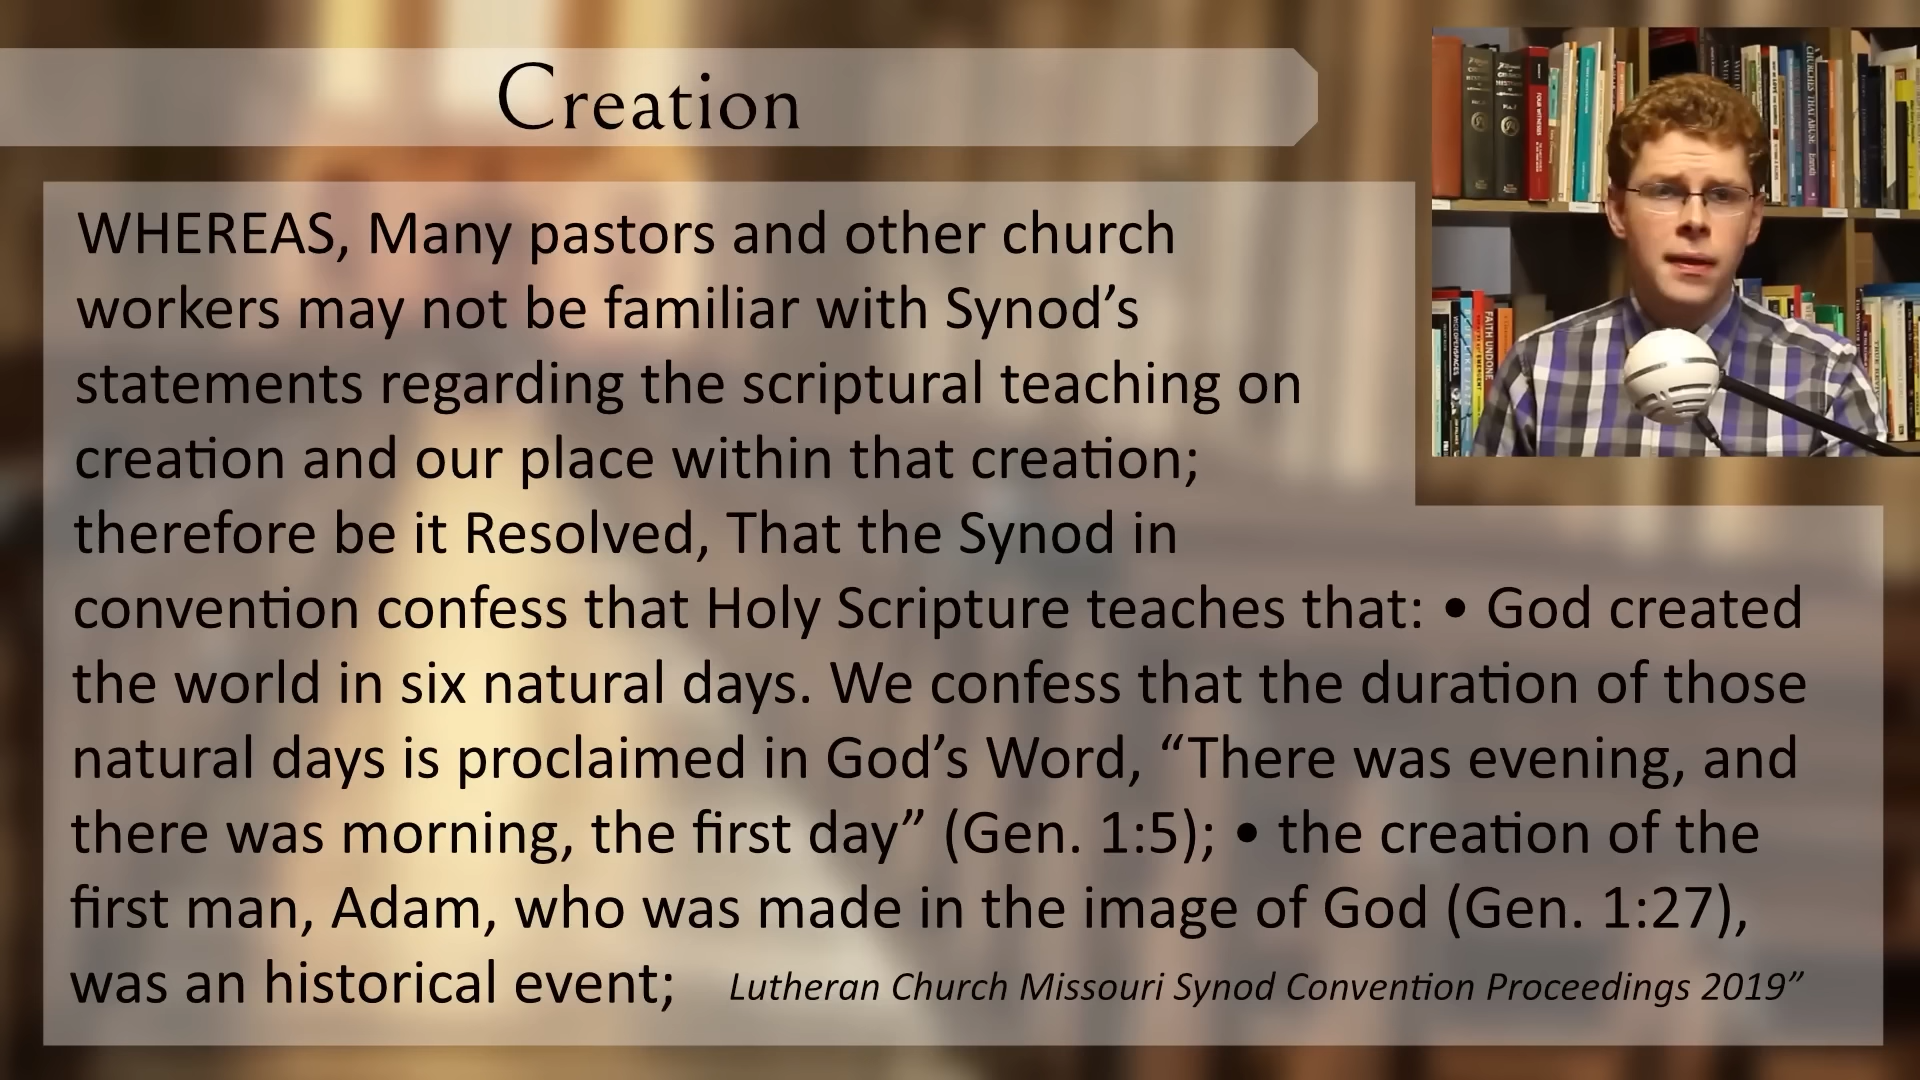 Creation
WHEREAS, Many pastors and other church
workers may not be familiar with Synod’s
statements regarding the scriptural teaching on
creation and our place within that creation;
therefore be it Resolved, That the Synod in
convention confess that Holy Scripture teaches that: • God created
the world in six natural days. We confess that the duration of those
natural days is proclaimed in God’s Word, “There was evening, and
there was morning, the first day” (Gen. 1:5); • the creation of the
first man, Adam, who was made in the image of God (Gen. 1:27),
was an historical event;
Lutheran Church Missouri Synod Convention Proceedings 2019”
FAITH UNDONE